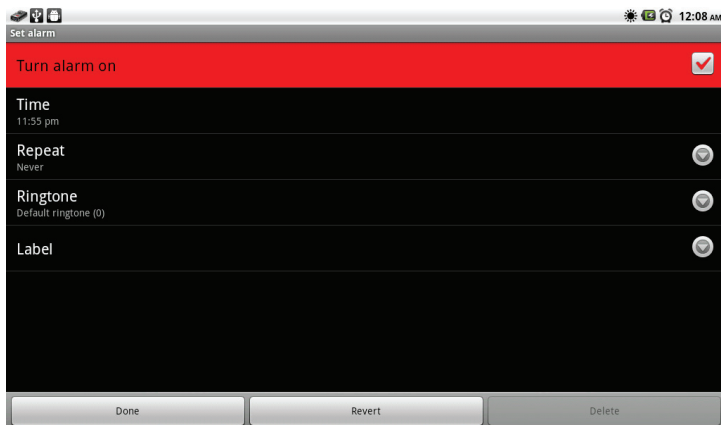 12:08 AM
Set alarm
Turn alarm on
Time
11:55 pm
Repeat
Never
Ringtone
Default ringtone (0)
Label
Done
Revert
Delete